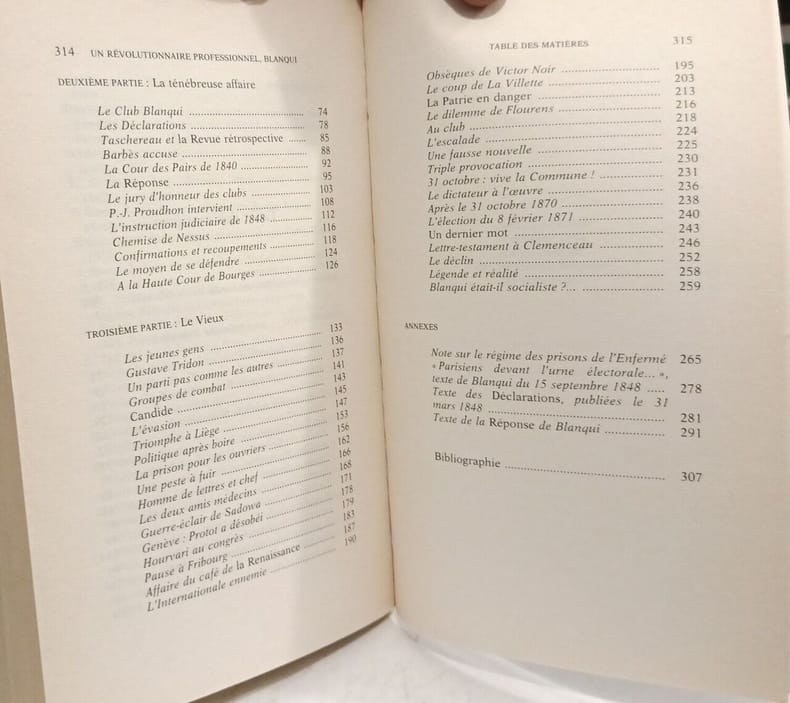 314 UN RÉVOLUTIONNAIRE PROFESSIONNEL, BLANQUI
DEUXIÈME PARTIE : La ténébreuse affaire
Le Club Blanqui ........................ 74
Les Déclarations ........................ 78
Taschereau et la Revue rétrospective ...... 85
Barbès accuse ........................ 88
La Cour des Pairs de 1840 ................ 92
La Réponse ........................ 95
Le jury d'honneur des clubs ................ 103
P.-J. Proudhon intervient ................ 108
L'instruction judiciaire de 1848 ............ 112
Chemise de Nessus ........................ 116
Confirmations et recoupements ............ 118
Le moyen de se défendre ................ 124
A la Haute Cour de Bourges ................ 126
TROISIÈME PARTIE : Le Vieux
Les jeunes gens ........................ 133
Gustave Tridon ........................ 136
Un parti pas comme les autres ............ 137
Groupes de combat ........................ 141
Candide ........................ 143
L'évasion ........................ 145
Triomphe à Liège ........................ 147
Politique après boire ................ 153
La prison pour les ouvriers ................ 156
Une peste à fuir ........................ 162
Homme de lettres et chef ................ 166
Les deux amis médecins ................ 168
Guerre-éclair de Sadowa ................ 171
Genève : Protot a désobéi ................ 178
Hourvari au congrès ................ 179
Pause à Fribourg ........................ 183
Affaire du café de la Renaissance ............ 187
L'Internationale ennemie ................ 190
TABLE DES MATIÈRES 315
Obsèques de Victor Noir ................ 195
Le coup de La Villette ................ 203
La Patrie en danger ................ 213
Le dilemme de Flourens ................ 216
Au club ........................ 218
L'escalade ........................ 224
Une fausse nouvelle ................ 225
Triple provocation ................ 230
31 octobre : vive la Commune ! ............ 231
Le dictateur à l'œuvre ................ 236
Après le 31 octobre 1870 ................ 238
L'élection du 8 février 1871 ................ 240
Un dernier mot ........................ 243
Lettre-testament à Clemenceau ............ 246
Le déclin ........................ 252
Légende et réalité ........................ 258
Blanqui était-il socialiste ?... ................ 259
ANNEXES
Note sur le régime des prisons de l'Enfermé 265
« Parisiens devant l'urne électorale... »,
texte de Blanqui du 15 septembre 1848 ..... 278
Texte des Déclarations, publiées le 31
mars 1848 ........................ 281
Texte de la Réponse de Blanqui ................ 291
Bibliographie ........................ 307